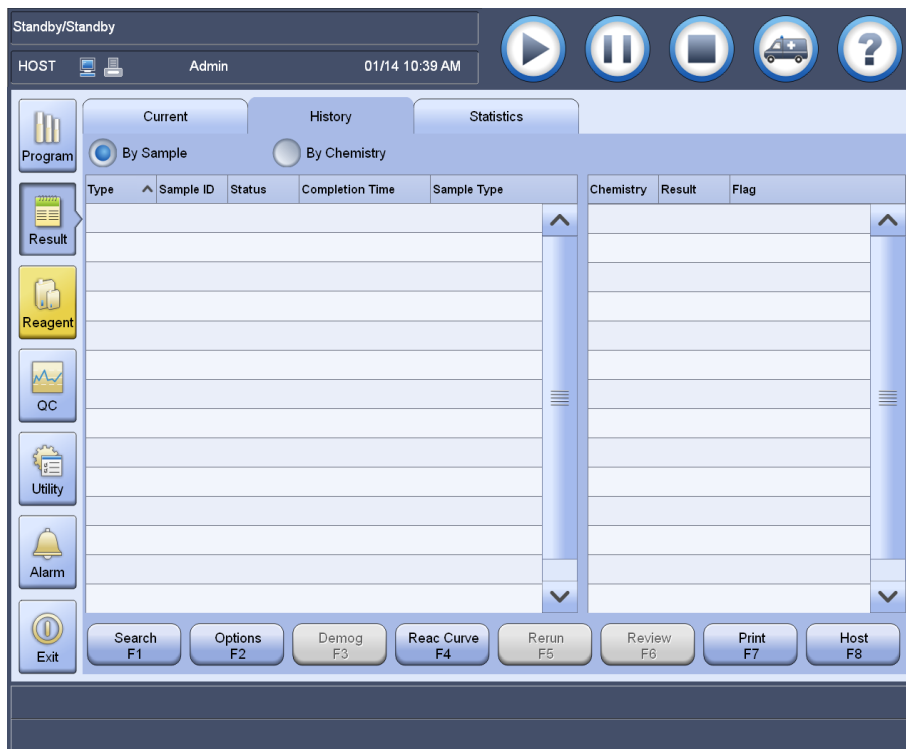 Standby/Standby
HOST Admin 01/14 10:39 AM
?
Current History Statistics
Program
By Sample By Chemistry
Type Sample ID Status Completion Time Sample Type Chemistry Result Flag
Result
Reagent
QC
Utility
Alarm
Exit
Search Options Demog Reac Curve Rerun Review Print Host
F1 F2 F3 F4 F5 F6 F7 F8